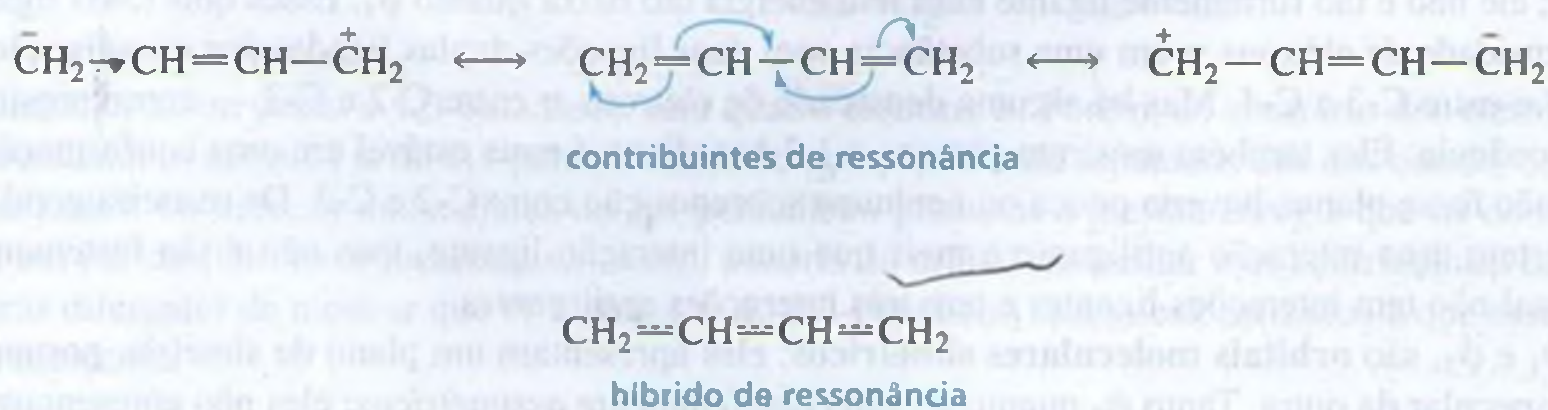 C̄H₂—CH=CH—C⁺H₂ ⟷ CH₂=CH—CH=CH₂ ⟷ C⁺H₂—CH=CH—C̄H₂
contribuintes de ressonância
CH₂⩴CH⩴CH⩴CH₂
híbrido de ressonância